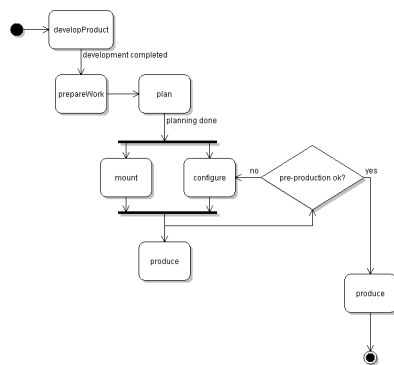 developProduct
development completed
prepareWork
plan
planning done
mount
configure
no
pre-production ok?
yes
produce
produce